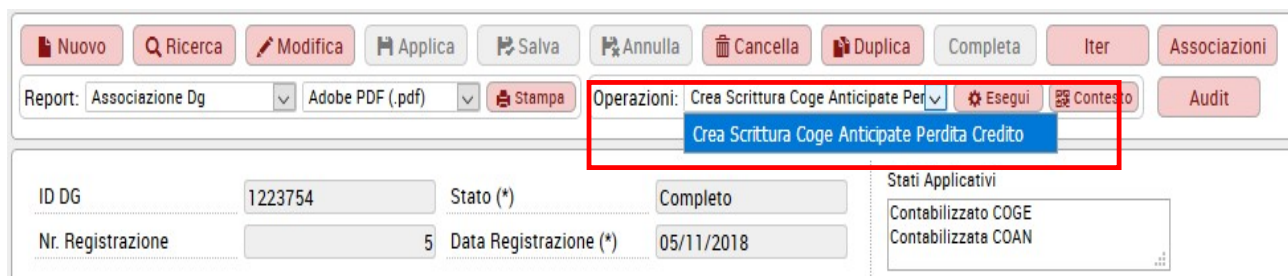 Nuovo Ricerca Modifica Applica Salva Annulla Cancella Duplica Completa Iter Associazioni
Report: Associazione Dg Adobe PDF (.pdf) Stampa Operazioni: Crea Scrittura Coge Anticipate Per Esegui Contesto Audit
Crea Scrittura Coge Anticipate Perdita Credito
ID DG 1223754 Stato (*) Completo Stati Applicativi
Contabilizzato COGE
Nr. Registrazione 5 Data Registrazione (*) 05/11/2018 Contabilizzata COAN